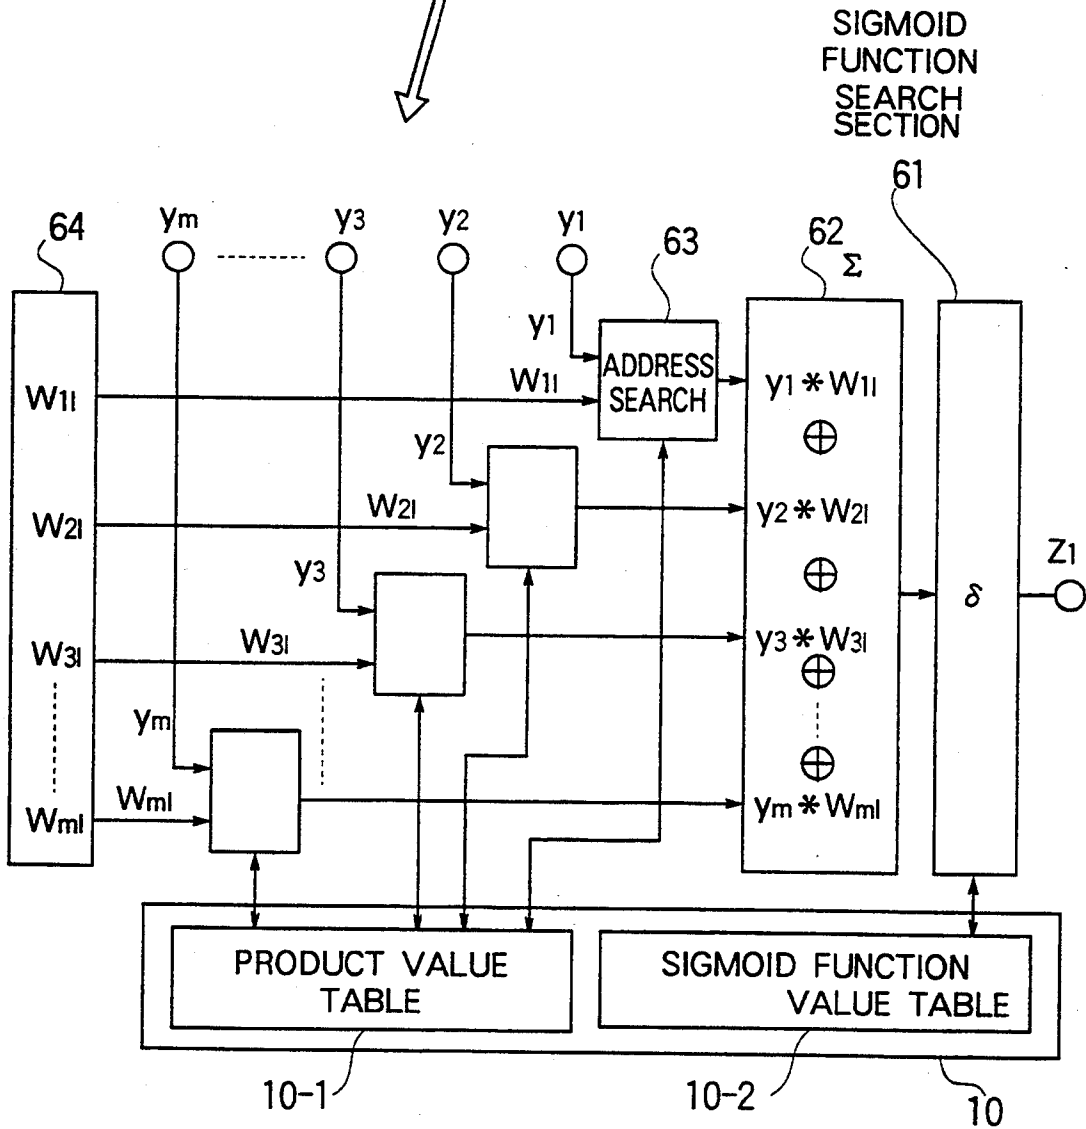 SIGMOID
FUNCTION
SEARCH
SECTION
61
64
ym
y3
y2
y1
63
62
Σ
y1
ADDRESS
SEARCH
W1l
W1l
y1 * W1l
⊕
y2
W2l
W2l
y2 * W2l
⊕
Z1
y3
δ
W3l
W3l
y3 * W3l
⊕
ym
⊕
Wml
Wml
ym * Wml
PRODUCT VALUE
TABLE
SIGMOID FUNCTION
VALUE TABLE
10-1
10-2
10